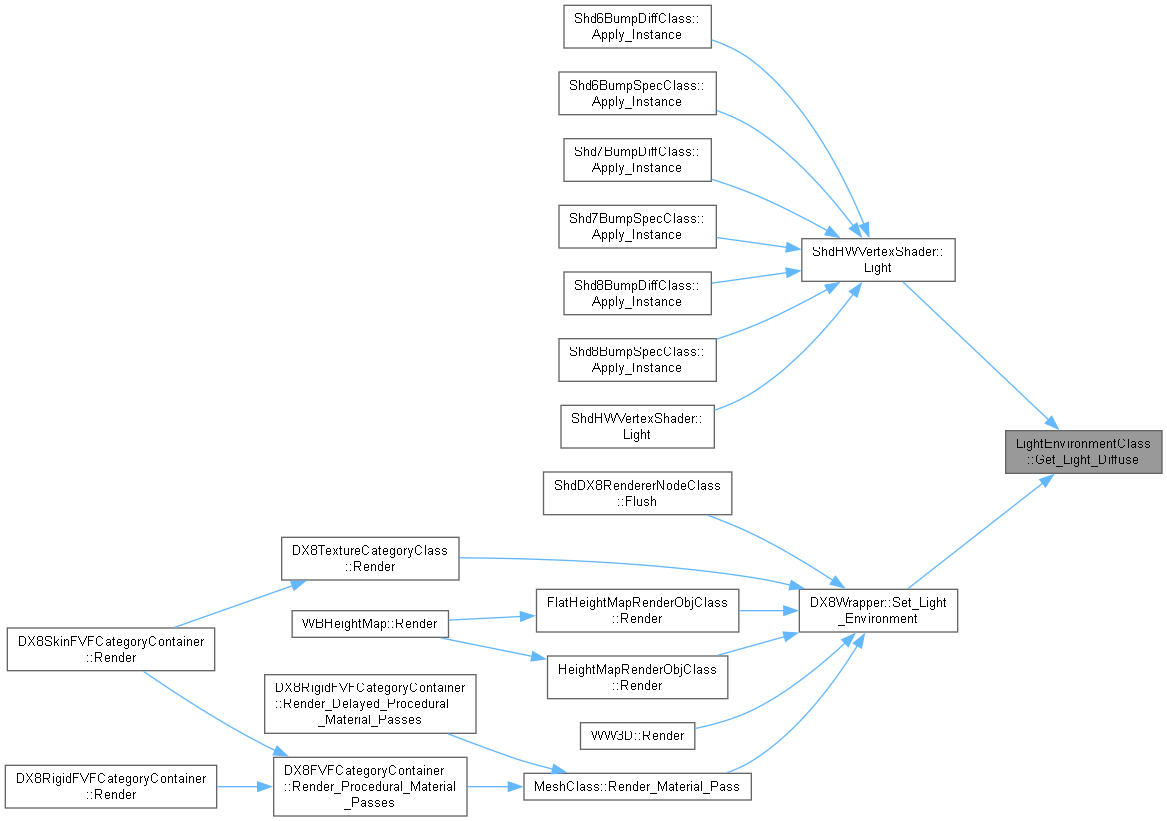 Shd6BumpDiffClass::
Apply_Instance
Shd6BumpSpecClass::
Apply_Instance
Shd7BumpDiffClass::
Apply_Instance
Shd7BumpSpecClass::
Apply_Instance
ShdHWVertexShader::
Light
Shd8BumpDiffClass::
Apply_Instance
Shd8BumpSpecClass::
Apply_Instance
ShdHWVertexShader::
Light
LightEnvironmentClass
::Get_Light_Diffuse
ShdDX8RendererNodeClass
::Flush
DX8TextureCategoryClass
::Render
FlatHeightMapRenderObjClass
::Render
DX8Wrapper::Set_Light
_Environment
WBHeightMap::Render
DX8SkinFVFCategoryContainer
::Render
HeightMapRenderObjClass
::Render
DX8RigidFVFCategoryContainer
::Render_Delayed_Procedural
_Material_Passes
WW3D::Render
DX8RigidFVFCategoryContainer
::Render
DX8FVFCategoryContainer
::Render_Procedural_Material
_Passes
MeshClass::Render_Material_Pass